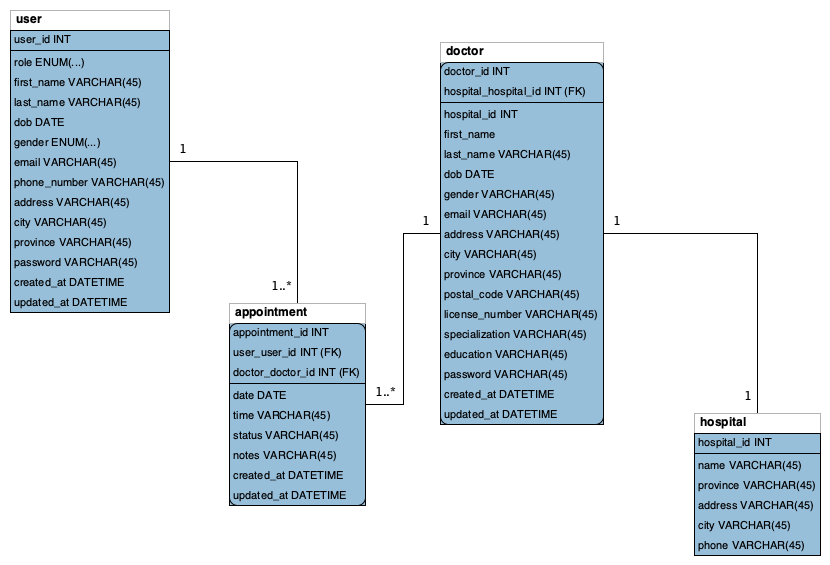 user
user_id INT
role ENUM(...)
first_name VARCHAR(45)
last_name VARCHAR(45)
dob DATE
gender ENUM(...)
email VARCHAR(45)
phone_number VARCHAR(45)
address VARCHAR(45)
city VARCHAR(45)
province VARCHAR(45)
password VARCHAR(45)
created_at DATETIME
updated_at DATETIME
1
1..*
appointment
appointment_id INT
user_user_id INT (FK)
doctor_doctor_id INT (FK)
date DATE
time VARCHAR(45)
status VARCHAR(45)
notes VARCHAR(45)
created_at DATETIME
updated_at DATETIME
1..*
1
doctor
doctor_id INT
hospital_hospital_id INT (FK)
hospital_id INT
first_name
last_name VARCHAR(45)
dob DATE
gender VARCHAR(45)
email VARCHAR(45)
address VARCHAR(45)
city VARCHAR(45)
province VARCHAR(45)
postal_code VARCHAR(45)
license_number VARCHAR(45)
specialization VARCHAR(45)
education VARCHAR(45)
password VARCHAR(45)
created_at DATETIME
updated_at DATETIME
1
1
hospital
hospital_id INT
name VARCHAR(45)
province VARCHAR(45)
address VARCHAR(45)
city VARCHAR(45)
phone VARCHAR(45)